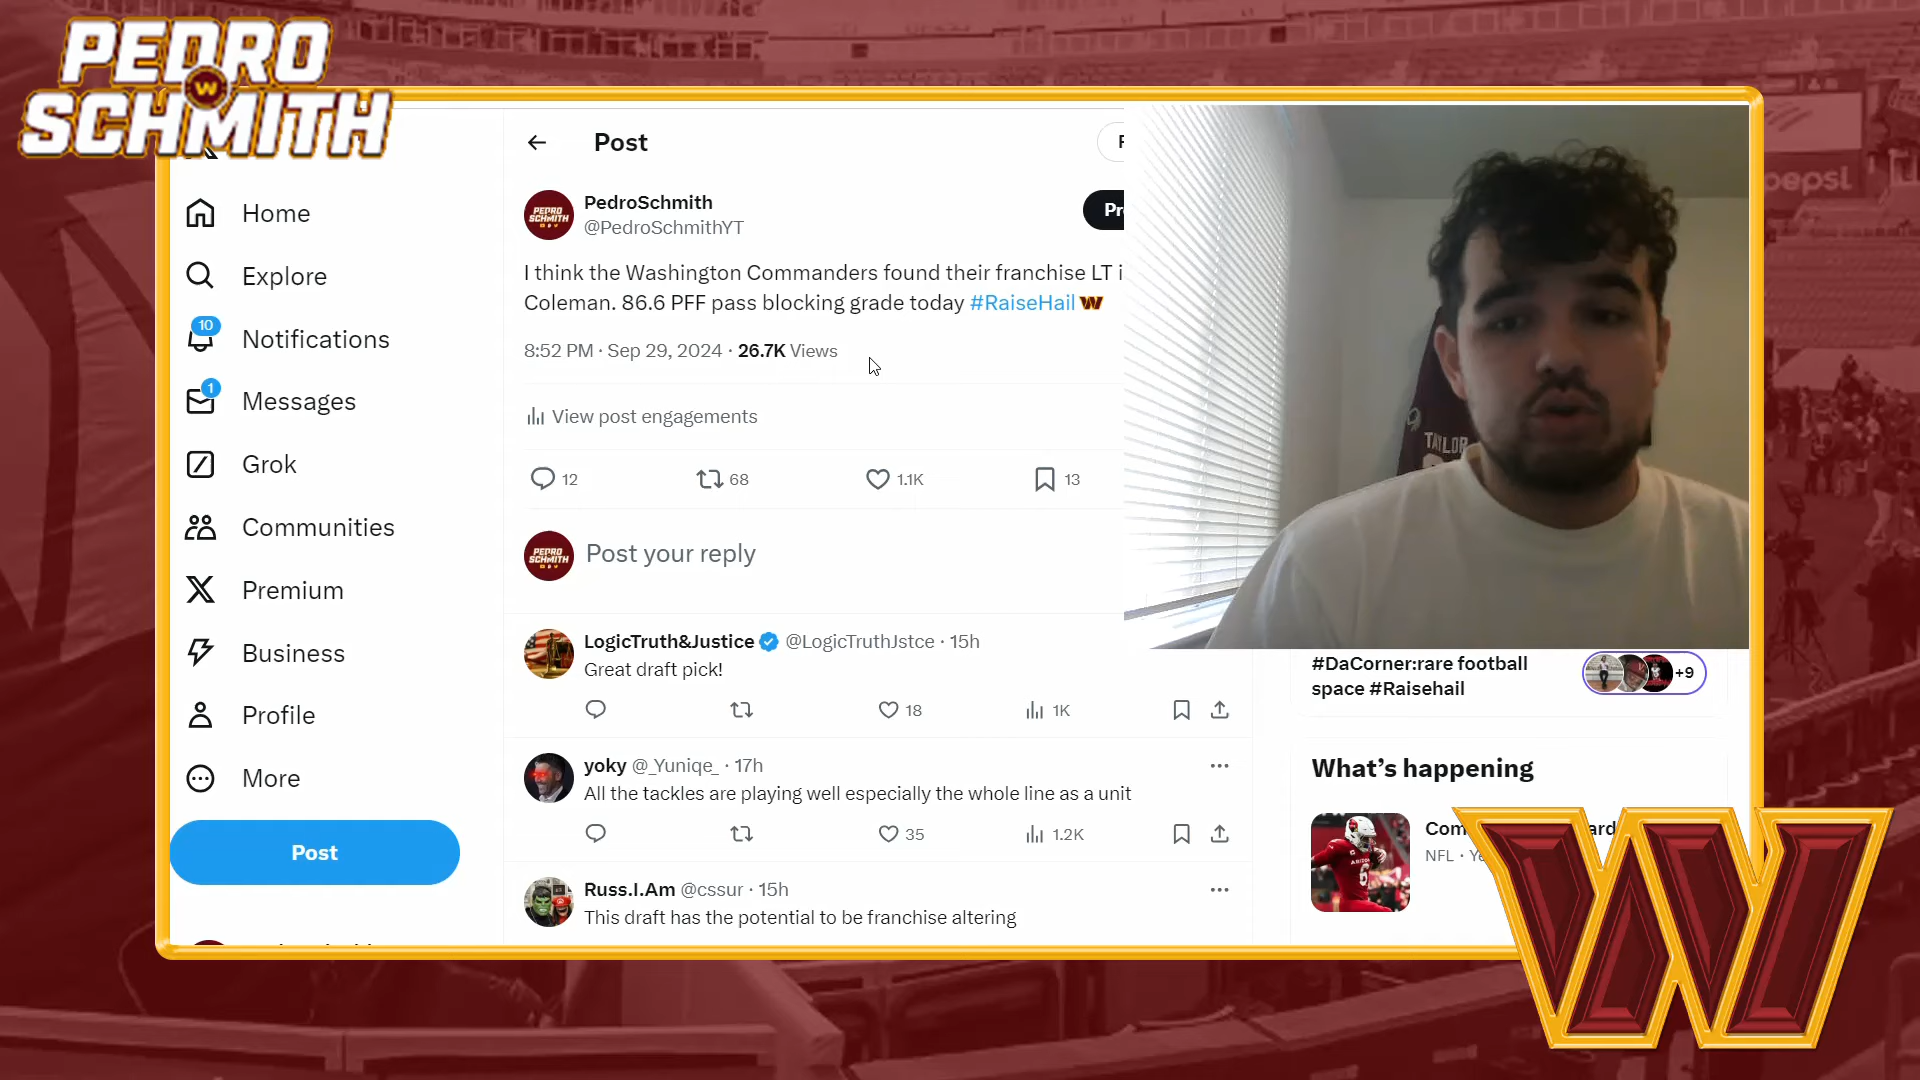 PEDRO
SCHMITH
W
Post
PedroSchmith
@PedroSchmithYT
I think the Washington Commanders found their franchise LT
Coleman. 86.6 PFF pass blocking grade today #RaiseHail
8:52 PM · Sep 29, 2024 · 26.7K Views
View post engagements
12
68
1.1K
13
PEDRO
SCHMITH
Post your reply
LogicTruth&Justice @LogicTruthJstce · 15h
Great draft pick!
18
1K
yoky @_Yuniqe_ · 17h
All the tackles are playing well especially the whole line as a unit
35
1.2K
Russ.I.Am @cssur · 15h
This draft has the potential to be franchise altering
Home
Explore
10
Notifications
1
Messages
Grok
Communities
Premium
Business
Profile
More
Post
TAYLOR
pepsi
#DaCorner:rare football
space #Raisehail
+9
What's happening
NFL
W